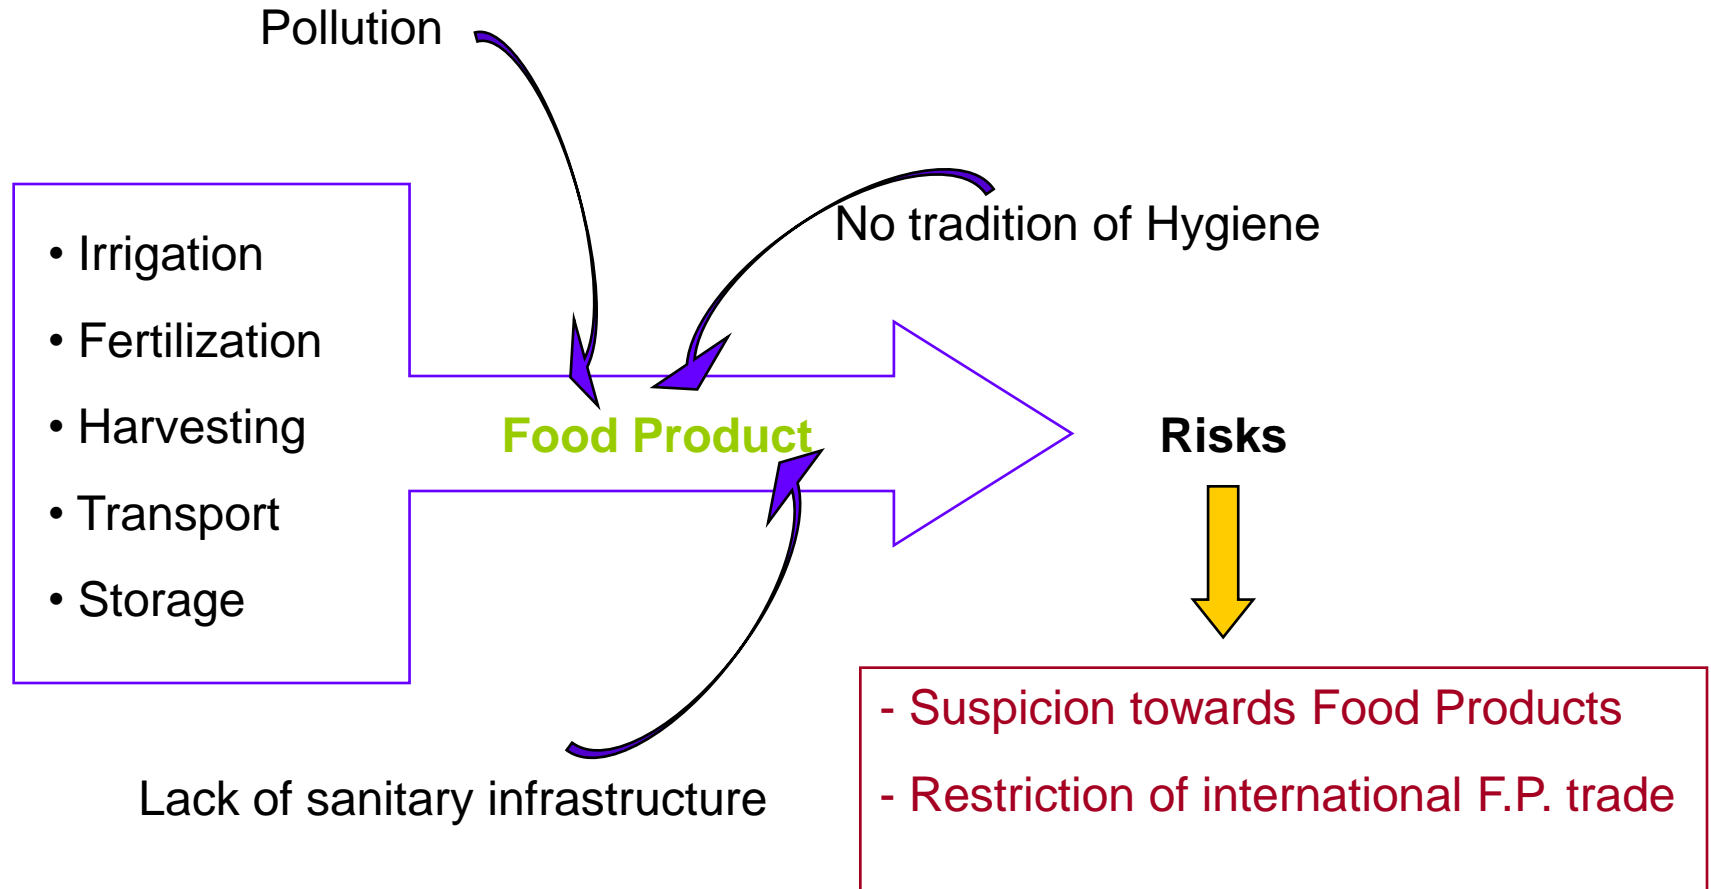 Pollution
No tradition of Hygiene
• Irrigation
• Fertilization
• Harvesting
• Transport
• Storage
Food Product
Risks
Lack of sanitary infrastructure
- Suspicion towards Food Products
- Restriction of international F.P. trade